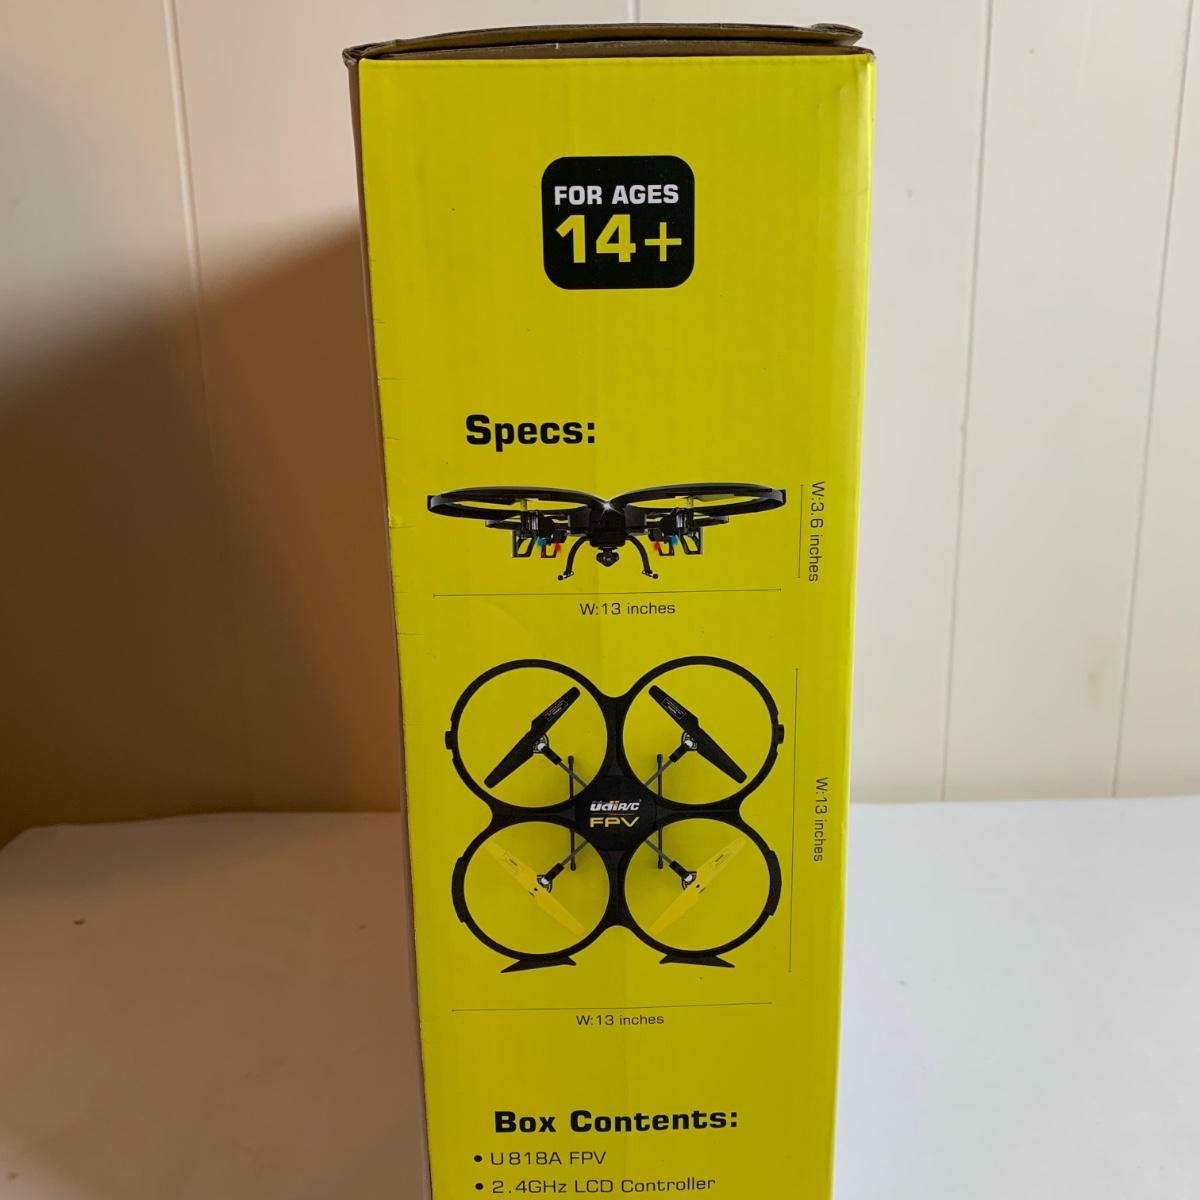 FOR AGES
14+
Specs:
W:3.6 inches
W:13 inches
W:13 inches
UdiR/C
FPV
W:13 inches
Box Contents:
• U818A FPV
• 2.4GHz LCD Controller